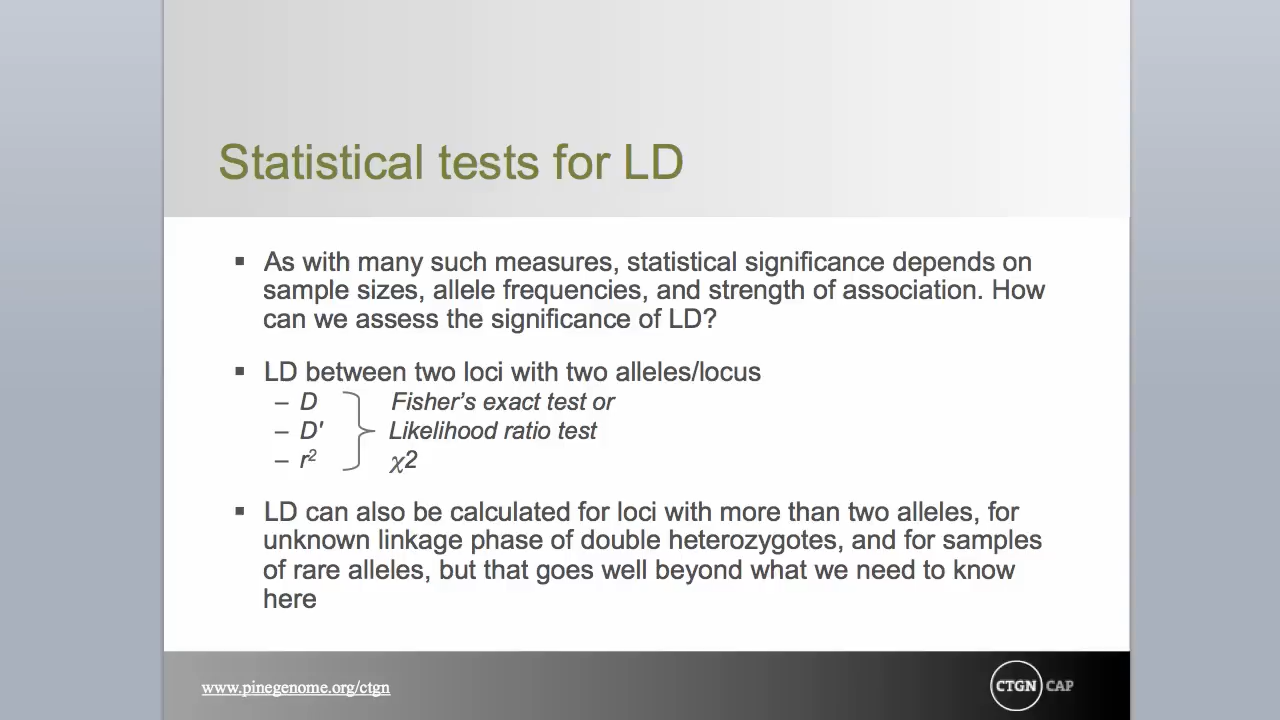 Statistical tests for LD
▪ As with many such measures, statistical significance depends on
sample sizes, allele frequencies, and strength of association. How
can we assess the significance of LD?
▪ LD between two loci with two alleles/locus
– D Fisher’s exact test or
– D′ Likelihood ratio test
– r² χ2
▪ LD can also be calculated for loci with more than two alleles, for
unknown linkage phase of double heterozygotes, and for samples
of rare alleles, but that goes well beyond what we need to know
here
www.pinegenome.org/ctgn
CTGN CAP